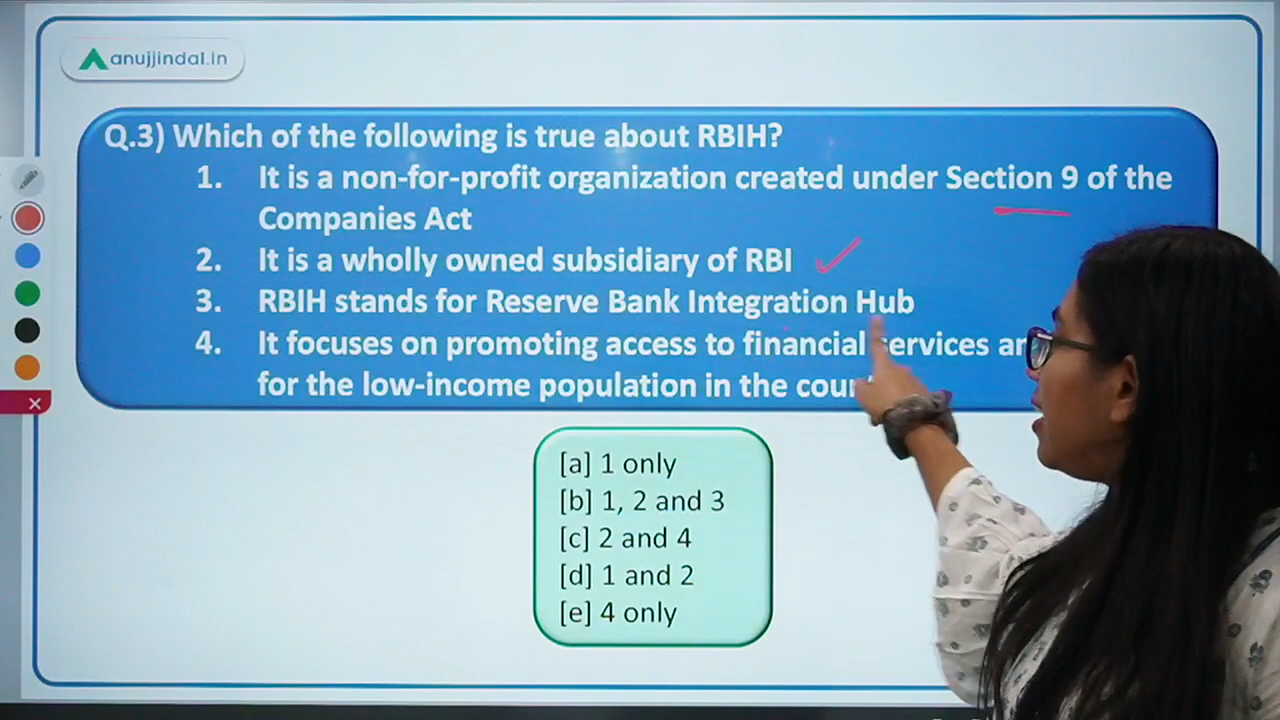 anujjindal.in
Q.3) Which of the following is true about RBIH?
1. It is a non-for-profit organization created under Section 9 of the
Companies Act
2. It is a wholly owned subsidiary of RBI
3. RBIH stands for Reserve Bank Integration Hub
4. It focuses on promoting access to financial services
for the low-income population in the
[a] 1 only
[b] 1, 2 and 3
[c] 2 and 4
[d] 1 and 2
[e] 4 only